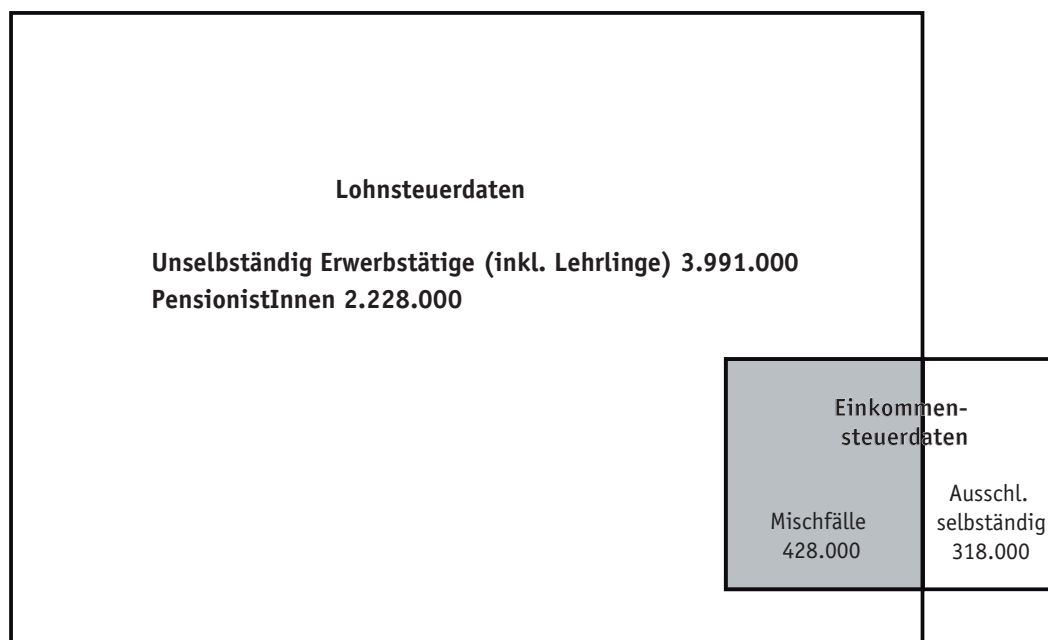 Lohnsteuerdaten
Unselbständig Erwerbstätige (inkl. Lehrlinge) 3.991.000
PensionistInnen 2.228.000
Einkommen-
steuerdaten
Mischfälle
428.000
Ausschl.
selbständig
318.000